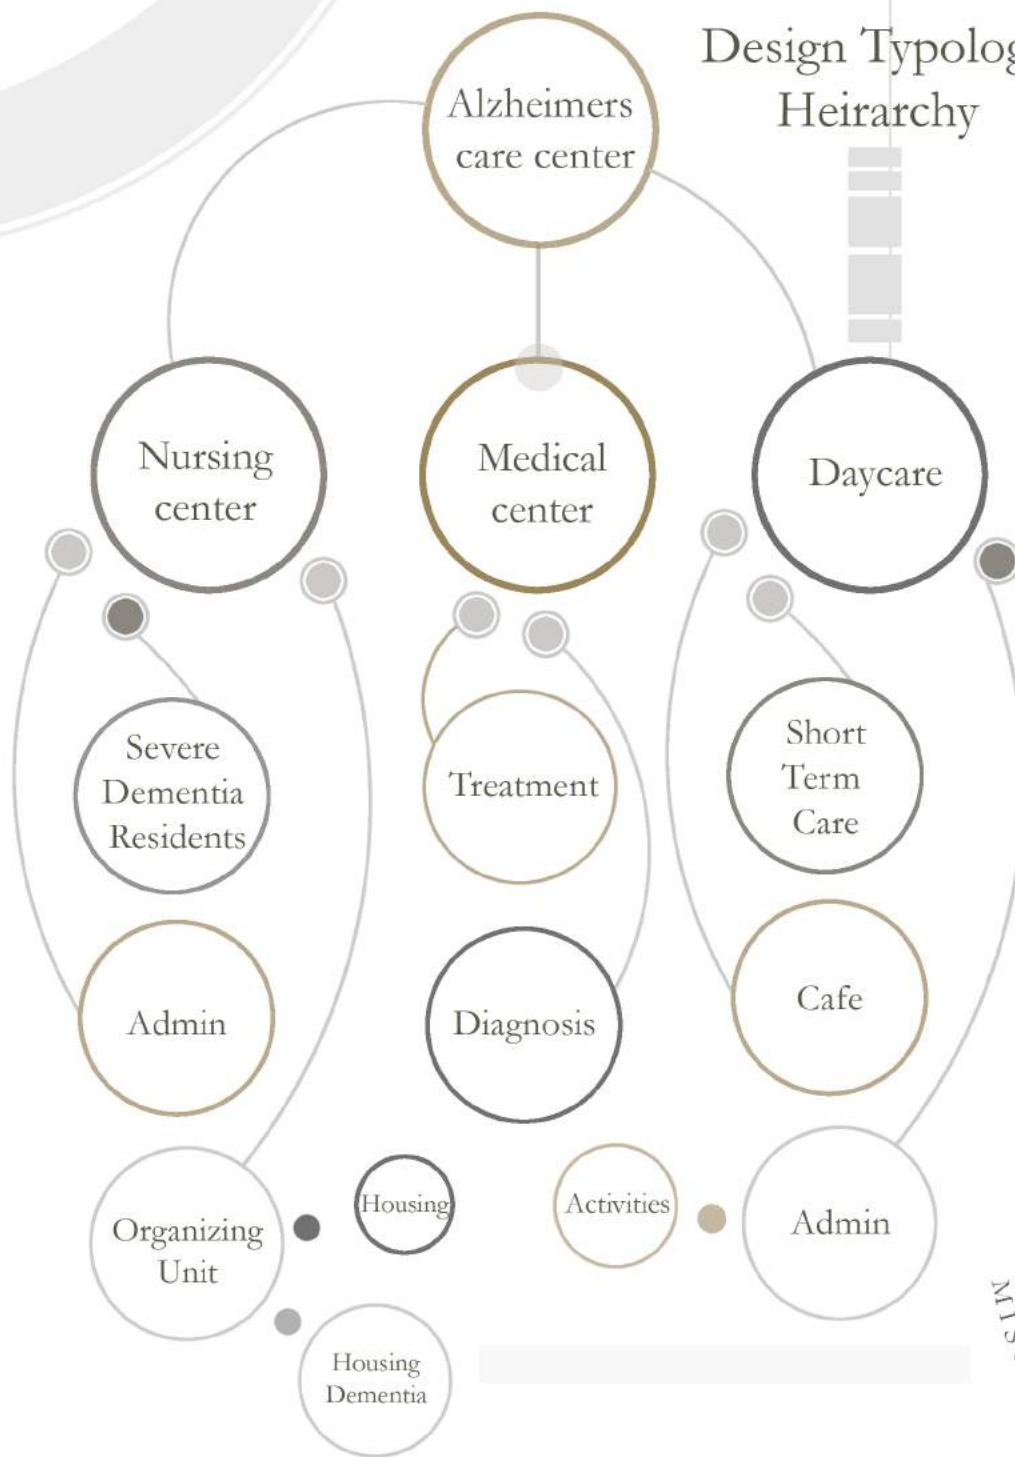 Design Typolog
Heirarchy
Alzheimers
care center
Nursing
center
Medical
center
Daycare
Severe
Dementia
Residents
Treatment
Short
Term
Care
Admin
Diagnosis
Cafe
Organizing
Unit
Housing
Activities
Admin
Housing
Dementia
MIS